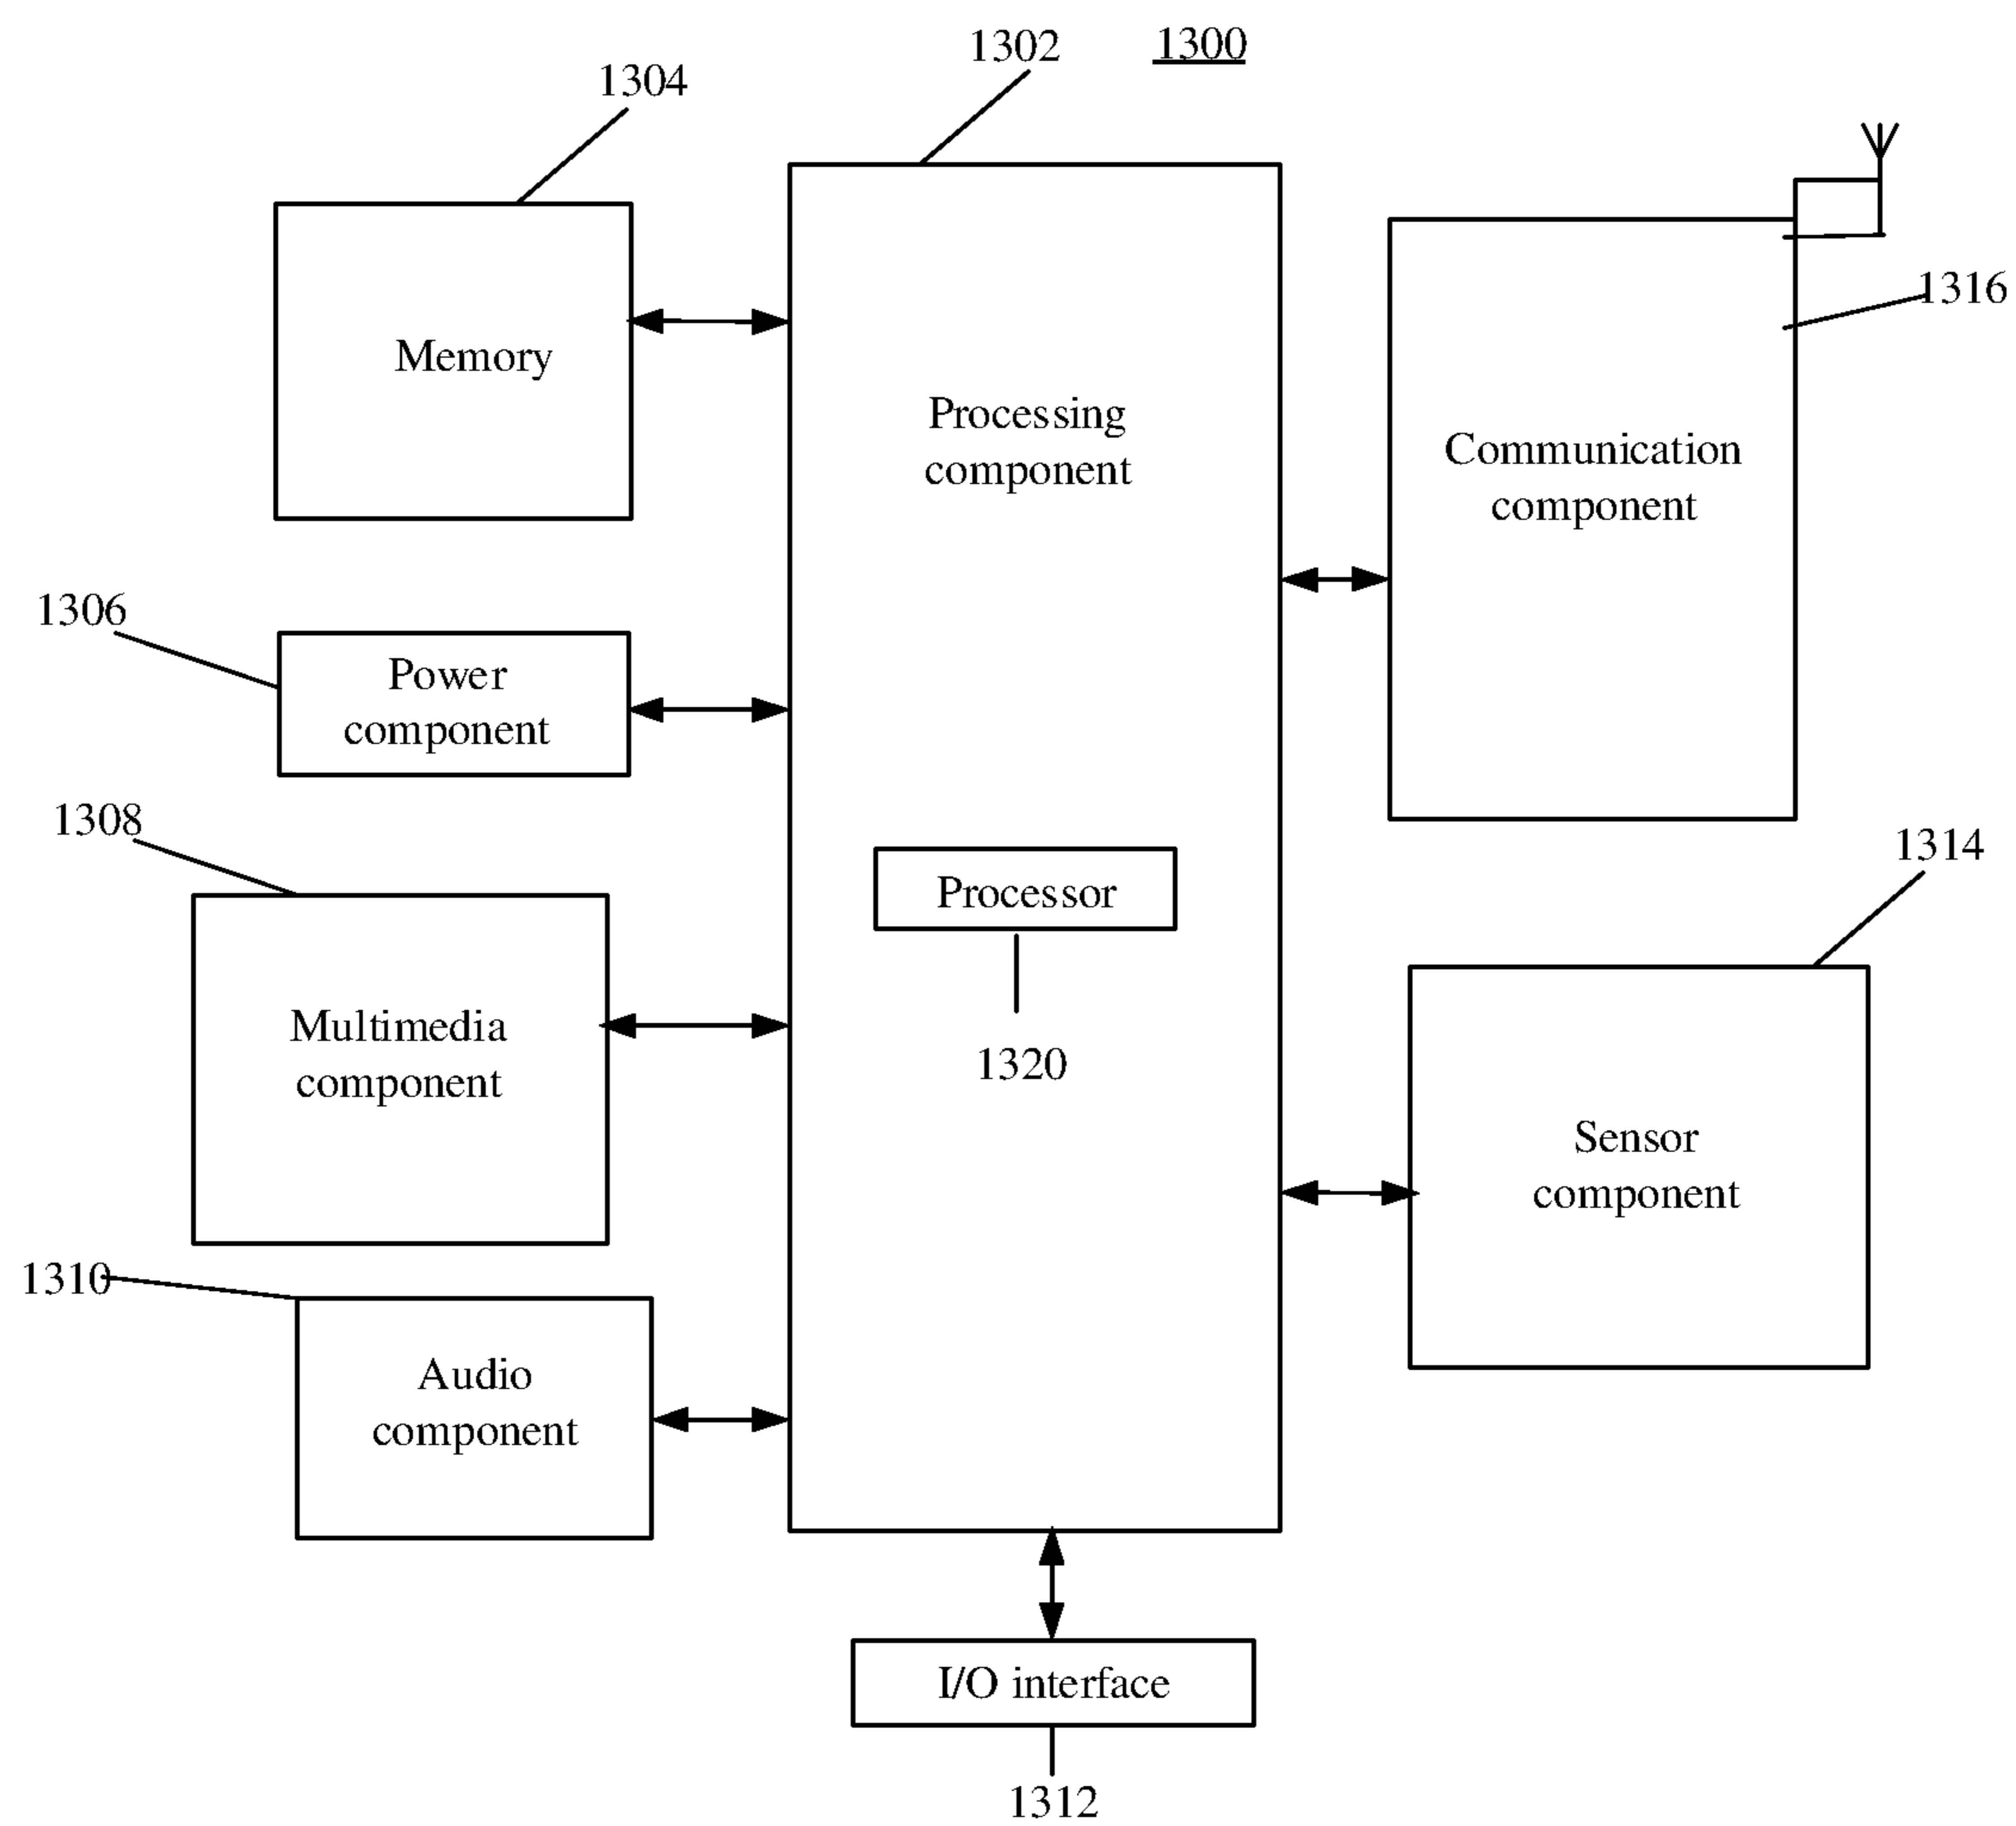 1302
1300
1304
1316
Memory
Processing
component
Communication
component
1306
Power
component
1308
1314
Processor
Multimedia
component
1320
Sensor
component
1310
Audio
component
I/O interface
1312